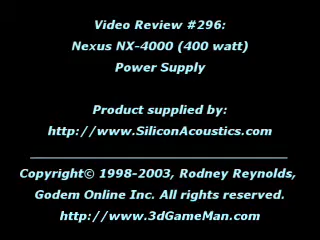 Video Review #296:
Nexus NX-4000 (400 watt)
Power Supply
Product supplied by:
http://www.SiliconAcoustics.com
Copyright© 1998-2003, Rodney Reynolds,
Godem Online Inc. All rights reserved.
http://www.3dGameMan.com